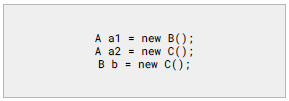 A a1 = new B();
A a2 = new C();
B b = new C();